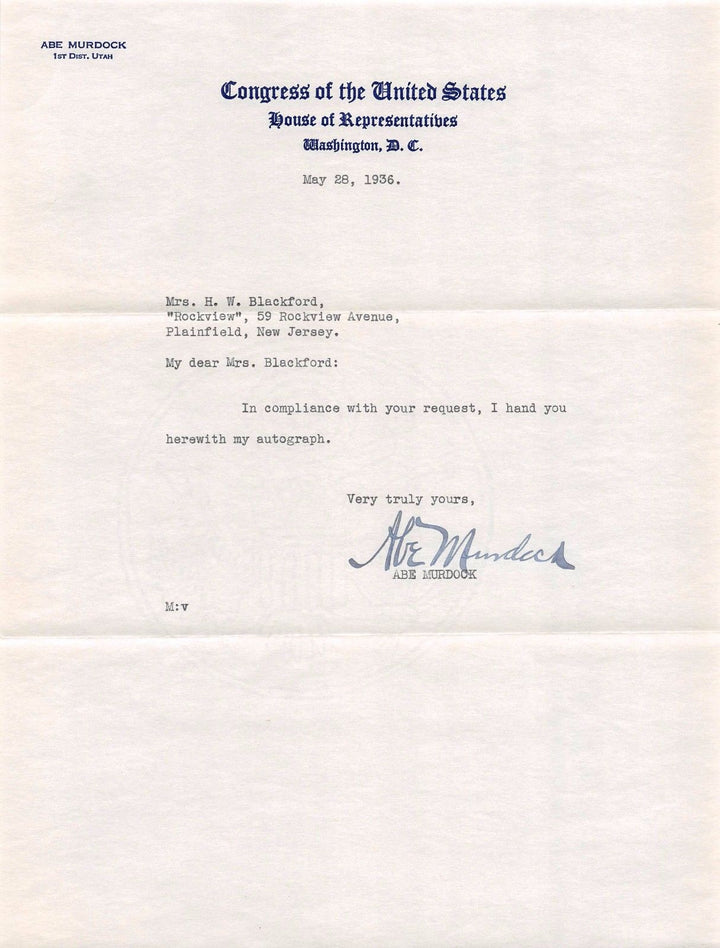 ABE MURDOCK
1ST DIST. UTAH
Congress of the United States
House of Representatives
Washington, D. C.
May 28, 1936.
Mrs. H. W. Blackford,
"Rockview", 59 Rockview Avenue,
Plainfield, New Jersey.
My dear Mrs. Blackford:
In compliance with your request, I hand you
herewith my autograph.
Very truly yours,
Abe Murdock
ABE MURDOCK
M:v